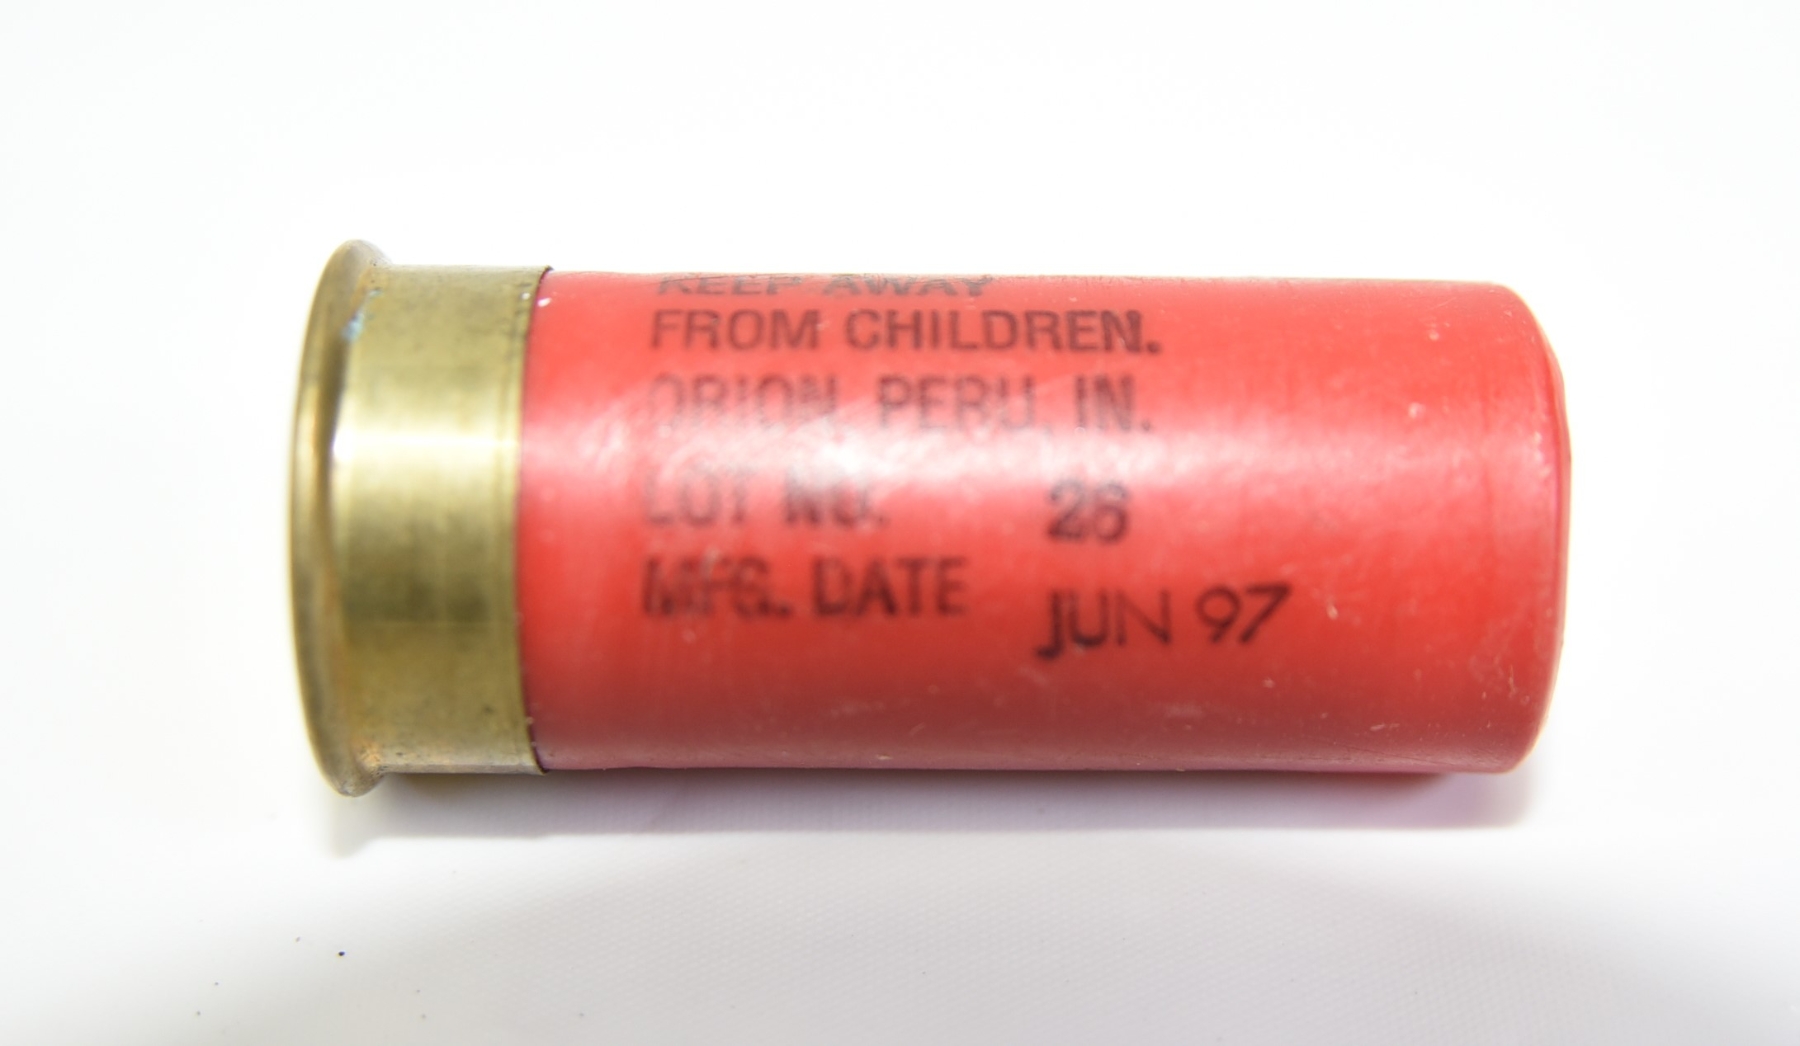 KEEP AWAY
FROM CHILDREN.
ORION, PERU, IN.
LOT NO. 26
MFG. DATE JUN 97